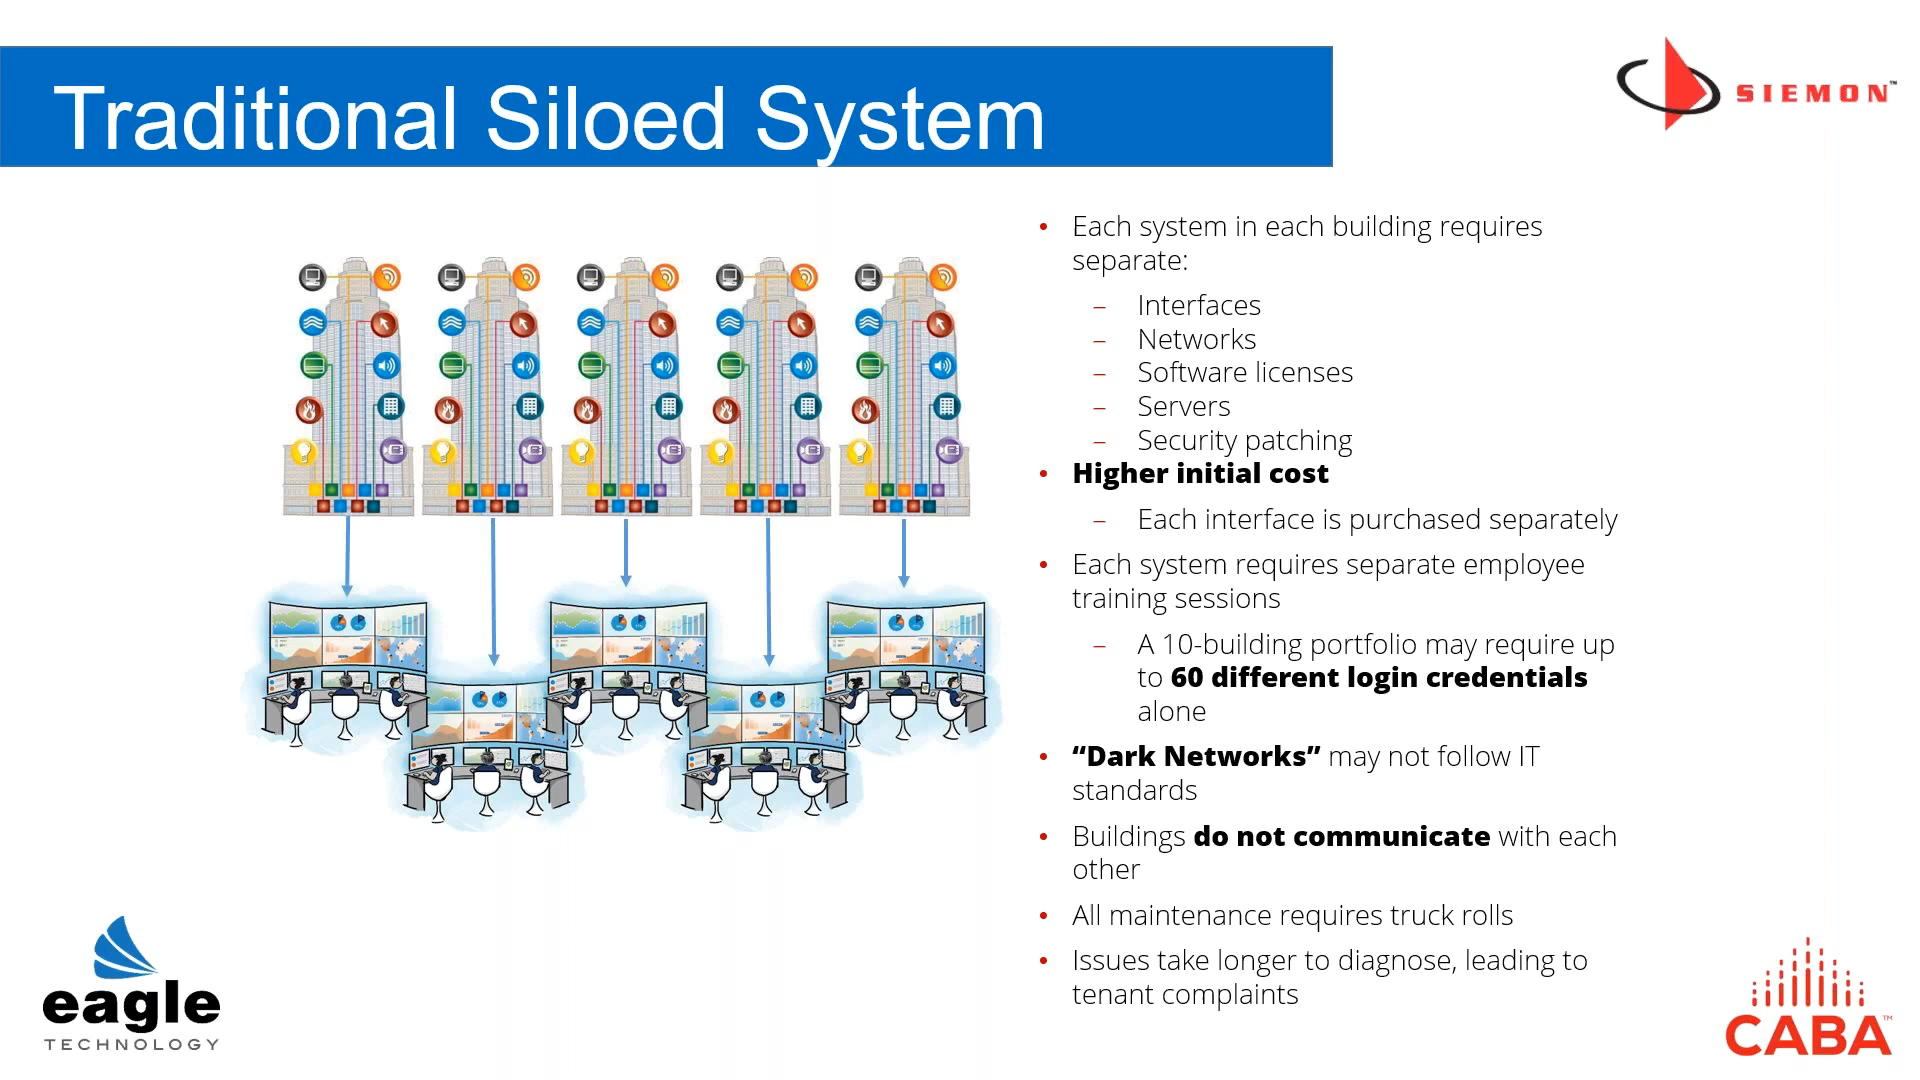 Traditional Siloed System
SIEMON™
• Each system in each building requires
separate:
– Interfaces
– Networks
– Software licenses
– Servers
– Security patching
• Higher initial cost
– Each interface is purchased separately
• Each system requires separate employee
training sessions
– A 10-building portfolio may require up
to 60 different login credentials
alone
• “Dark Networks” may not follow IT
standards
• Buildings do not communicate with each
other
• All maintenance requires truck rolls
• Issues take longer to diagnose, leading to
tenant complaints
eagle
TECHNOLOGY
CABA™